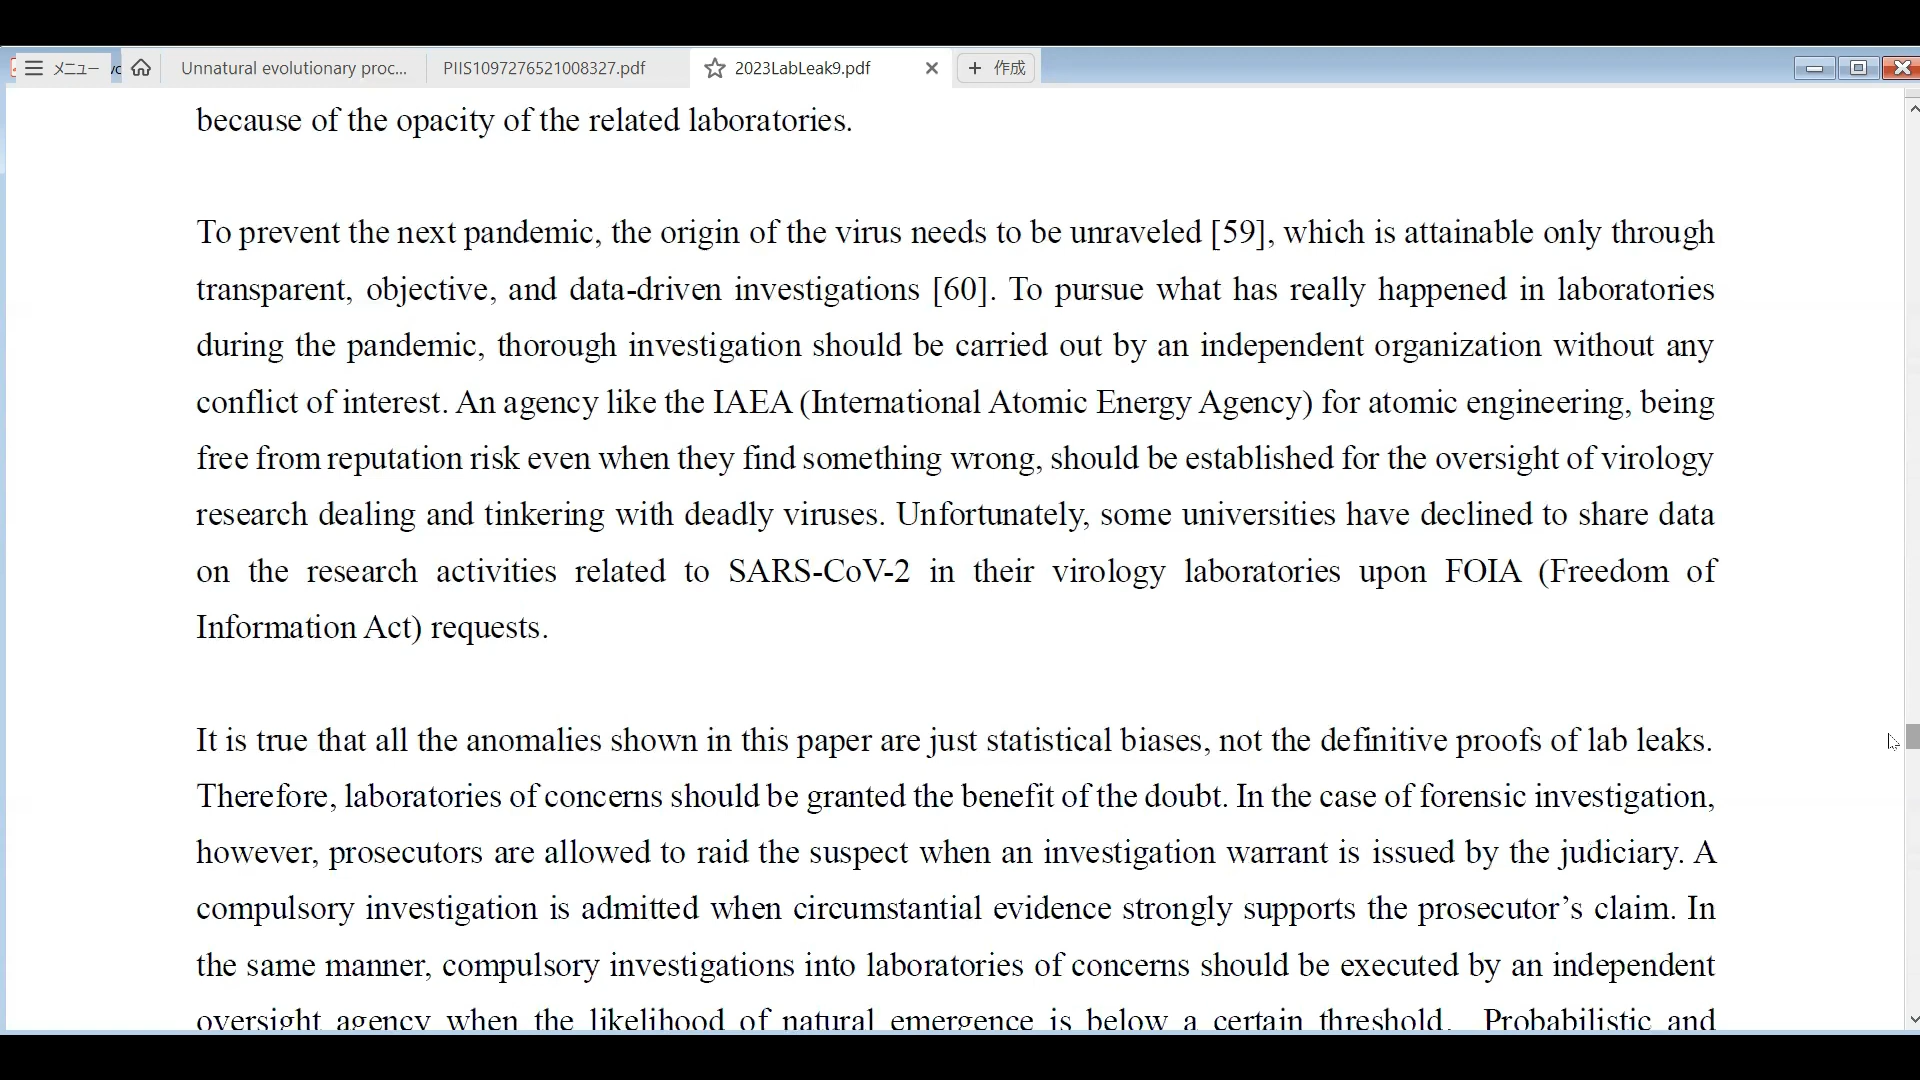 メニュー
Unnatural evolutionary proc...
PIIS1097276521008327.pdf
2023LabLeak9.pdf
作成
because of the opacity of the related laboratories.
To prevent the next pandemic, the origin of the virus needs to be unraveled [59], which is attainable only through
transparent, objective, and data-driven investigations [60]. To pursue what has really happened in laboratories
during the pandemic, thorough investigation should be carried out by an independent organization without any
conflict of interest. An agency like the IAEA (International Atomic Energy Agency) for atomic engineering, being
free from reputation risk even when they find something wrong, should be established for the oversight of virology
research dealing and tinkering with deadly viruses. Unfortunately, some universities have declined to share data
on the research activities related to SARS-CoV-2 in their virology laboratories upon FOIA (Freedom of
Information Act) requests.
It is true that all the anomalies shown in this paper are just statistical biases, not the definitive proofs of lab leaks.
Therefore, laboratories of concerns should be granted the benefit of the doubt. In the case of forensic investigation,
however, prosecutors are allowed to raid the suspect when an investigation warrant is issued by the judiciary. A
compulsory investigation is admitted when circumstantial evidence strongly supports the prosecutor’s claim. In
the same manner, compulsory investigations into laboratories of concerns should be executed by an independent
oversight agency when the likelihood of natural emergence is below a certain threshold. Probabilistic and